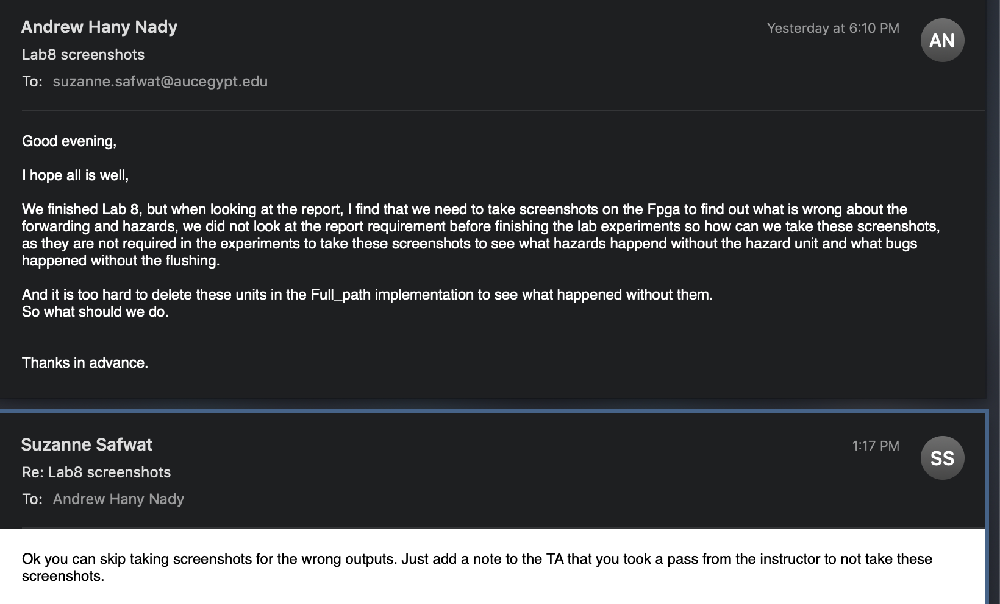 Andrew Hany Nady
Yesterday at 6:10 PM
AN
Lab8 screenshots
To: suzanne.safwat@aucegypt.edu
Good evening,
I hope all is well,
We finished Lab 8, but when looking at the report, I find that we need to take screenshots on the Fpga to find out what is wrong about the
forwarding and hazards, we did not look at the report requirement before finishing the lab experiments so how can we take these screenshots,
as they are not required in the experiments to take these screenshots to see what hazards happend without the hazard unit and what bugs
happened without the flushing.
And it is too hard to delete these units in the Full_path implementation to see what happened without them.
So what should we do.
Thanks in advance.
Suzanne Safwat
1:17 PM
SS
Re: Lab8 screenshots
To: Andrew Hany Nady
Ok you can skip taking screenshots for the wrong outputs. Just add a note to the TA that you took a pass from the instructor to not take these
screenshots.